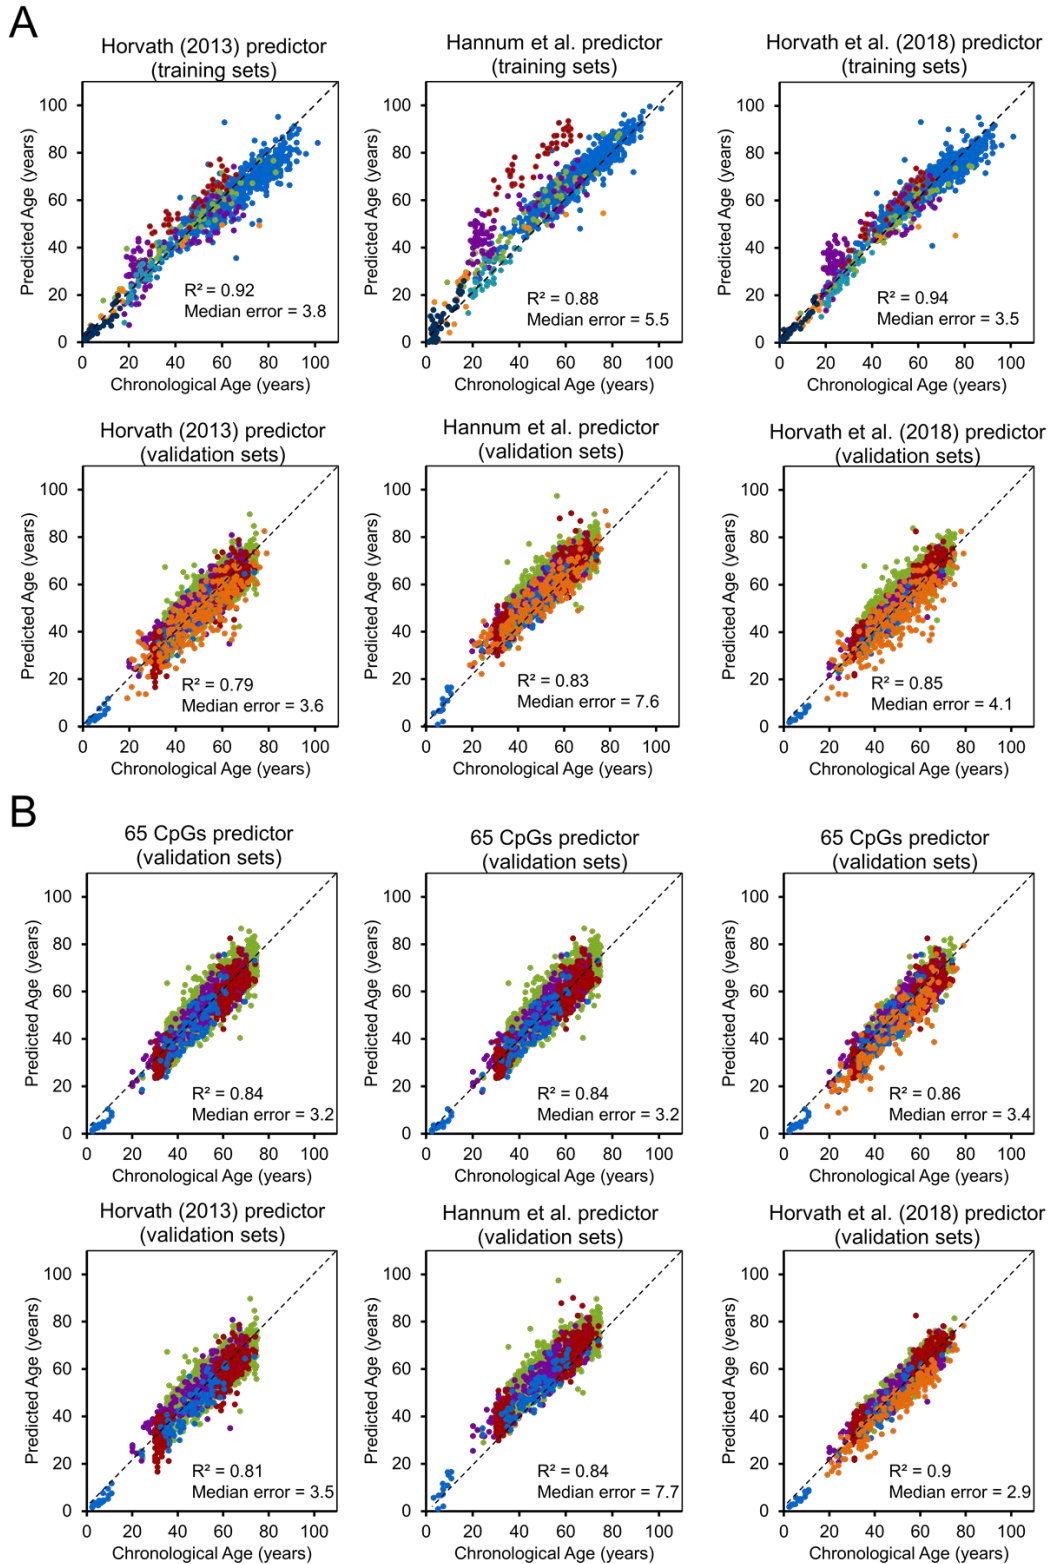 A
Horvath (2013) predictor
(training sets)
Predicted Age (years)
100
80
60
40
20
0
R² = 0.92
Median error = 3.8
0 20 40 60 80 100
Chronological Age (years)
Hannum et al. predictor
(training sets)
Predicted Age (years)
100
80
60
40
20
0
R² = 0.88
Median error = 5.5
0 20 40 60 80 100
Chronological Age (years)
Horvath et al. (2018) predictor
(training sets)
Predicted Age (years)
100
80
60
40
20
0
R² = 0.94
Median error = 3.5
0 20 40 60 80 100
Chronological Age (years)
Horvath (2013) predictor
(validation sets)
Predicted Age (years)
100
80
60
40
20
0
R² = 0.79
Median error = 3.6
0 20 40 60 80 100
Chronological Age (years)
Hannum et al. predictor
(validation sets)
Predicted Age (years)
100
80
60
40
20
0
R² = 0.83
Median error = 7.6
0 20 40 60 80 100
Chronological Age (years)
Horvath et al. (2018) predictor
(validation sets)
Predicted Age (years)
100
80
60
40
20
0
R² = 0.85
Median error = 4.1
0 20 40 60 80 100
Chronological Age (years)
B
65 CpGs predictor
(validation sets)
Predicted Age (years)
100
80
60
40
20
0
R² = 0.84
Median error = 3.2
0 20 40 60 80 100
Chronological Age (years)
65 CpGs predictor
(validation sets)
Predicted Age (years)
100
80
60
40
20
0
R² = 0.84
Median error = 3.2
0 20 40 60 80 100
Chronological Age (years)
65 CpGs predictor
(validation sets)
Predicted Age (years)
100
80
60
40
20
0
R² = 0.86
Median error = 3.4
0 20 40 60 80 100
Chronological Age (years)
Horvath (2013) predictor
(validation sets)
Predicted Age (years)
100
80
60
40
20
0
R² = 0.81
Median error = 3.5
0 20 40 60 80 100
Chronological Age (years)
Hannum et al. predictor
(validation sets)
Predicted Age (years)
100
80
60
40
20
0
R² = 0.84
Median error = 7.7
0 20 40 60 80 100
Chronological Age (years)
Horvath et al. (2018) predictor
(validation sets)
Predicted Age (years)
100
80
60
40
20
0
R² = 0.9
Median error = 2.9
0 20 40 60 80 100
Chronological Age (years)